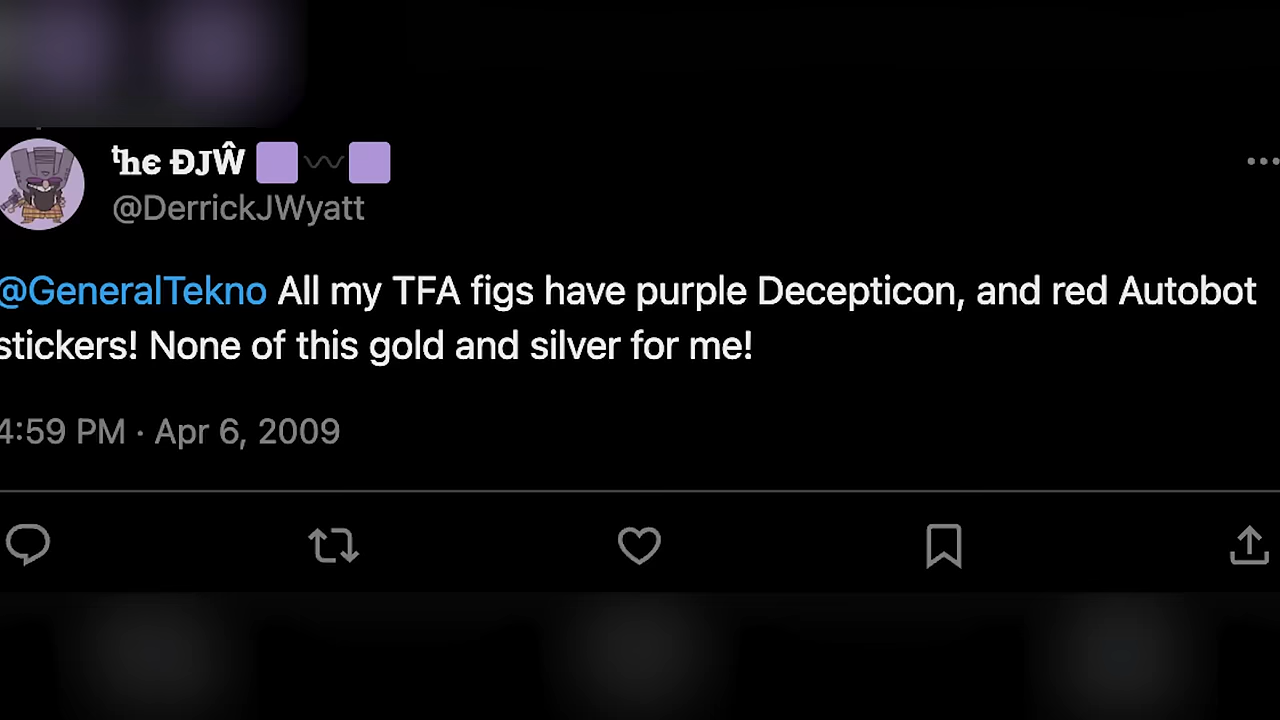 ᵗhє ĐJŴ 🟪〰️🟪
@DerrickJWyatt
@GeneralTekno All my TFA figs have purple Decepticon, and red Autobot
stickers! None of this gold and silver for me!
4:59 PM · Apr 6, 2009